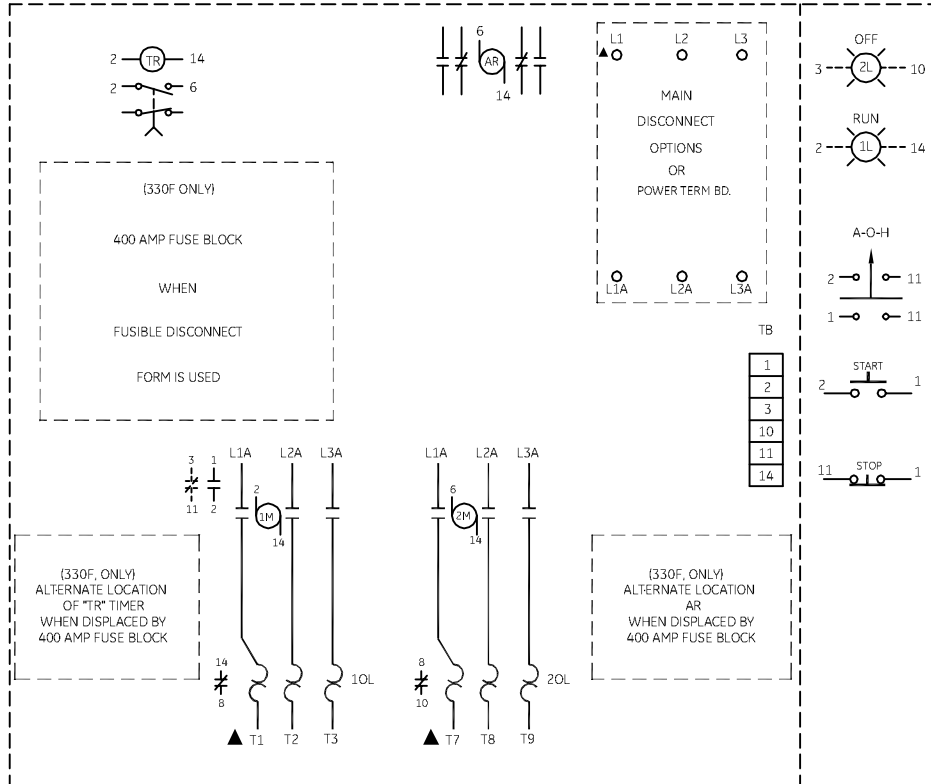 2 TR 14
2 6
6
AR
14
L1 L2 L3
MAIN
DISCONNECT
OPTIONS
OR
POWER TERM BD.
L1A L2A L3A
OFF
3 2L 10
RUN
2 1L 14
A-O-H
2 11
1 11
START
2 1
STOP
11 1
(330F ONLY)
400 AMP FUSE BLOCK
WHEN
FUSIBLE DISCONNECT
FORM IS USED
TB
1
2
3
10
11
14
3 1
11 2
L1A L2A L3A
2
1M
14
L1A L2A L3A
6
2M
14
(330F, ONLY)
ALTERNATE LOCATION
OF "TR" TIMER
WHEN DISPLACED BY
400 AMP FUSE BLOCK
(330F, ONLY)
ALTERNATE LOCATION
AR
WHEN DISPLACED BY
400 AMP FUSE BLOCK
14
8
1OL
T1 T2 T3
8
10
2OL
T7 T8 T9